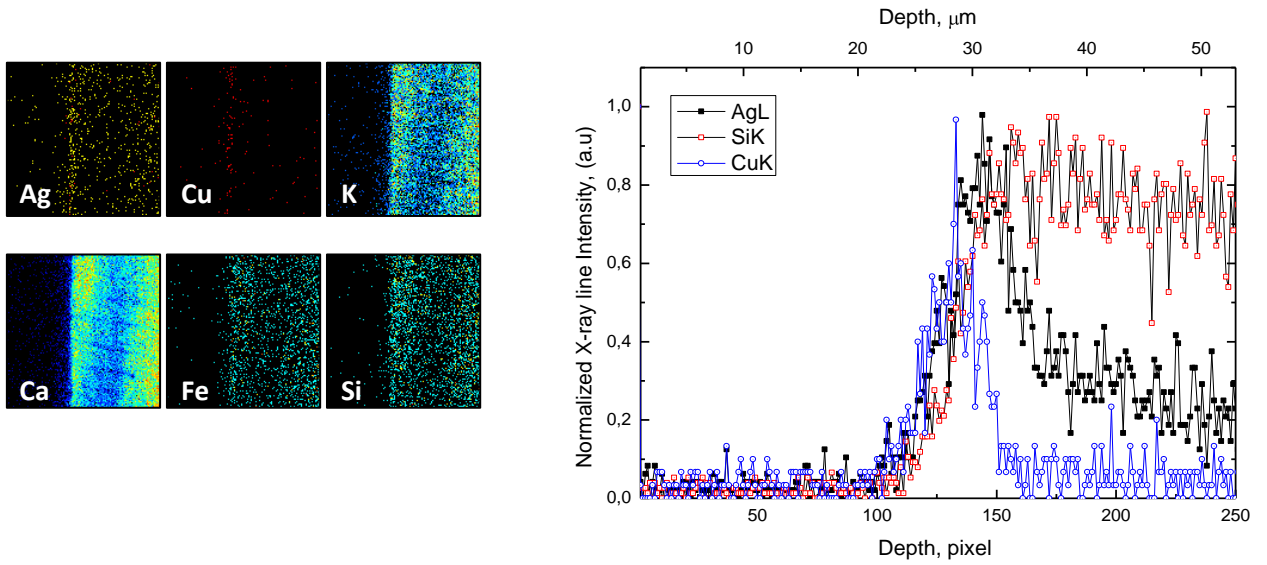 Ag Cu K
Ca Fe Si
Depth, μm
10 20 30 40 50
Normalized X-ray line Intensity, (a.u)
1,0
0,8
0,6
0,4
0,2
0,0
AgL
SiK
CuK
50 100 150 200 250
Depth, pixel